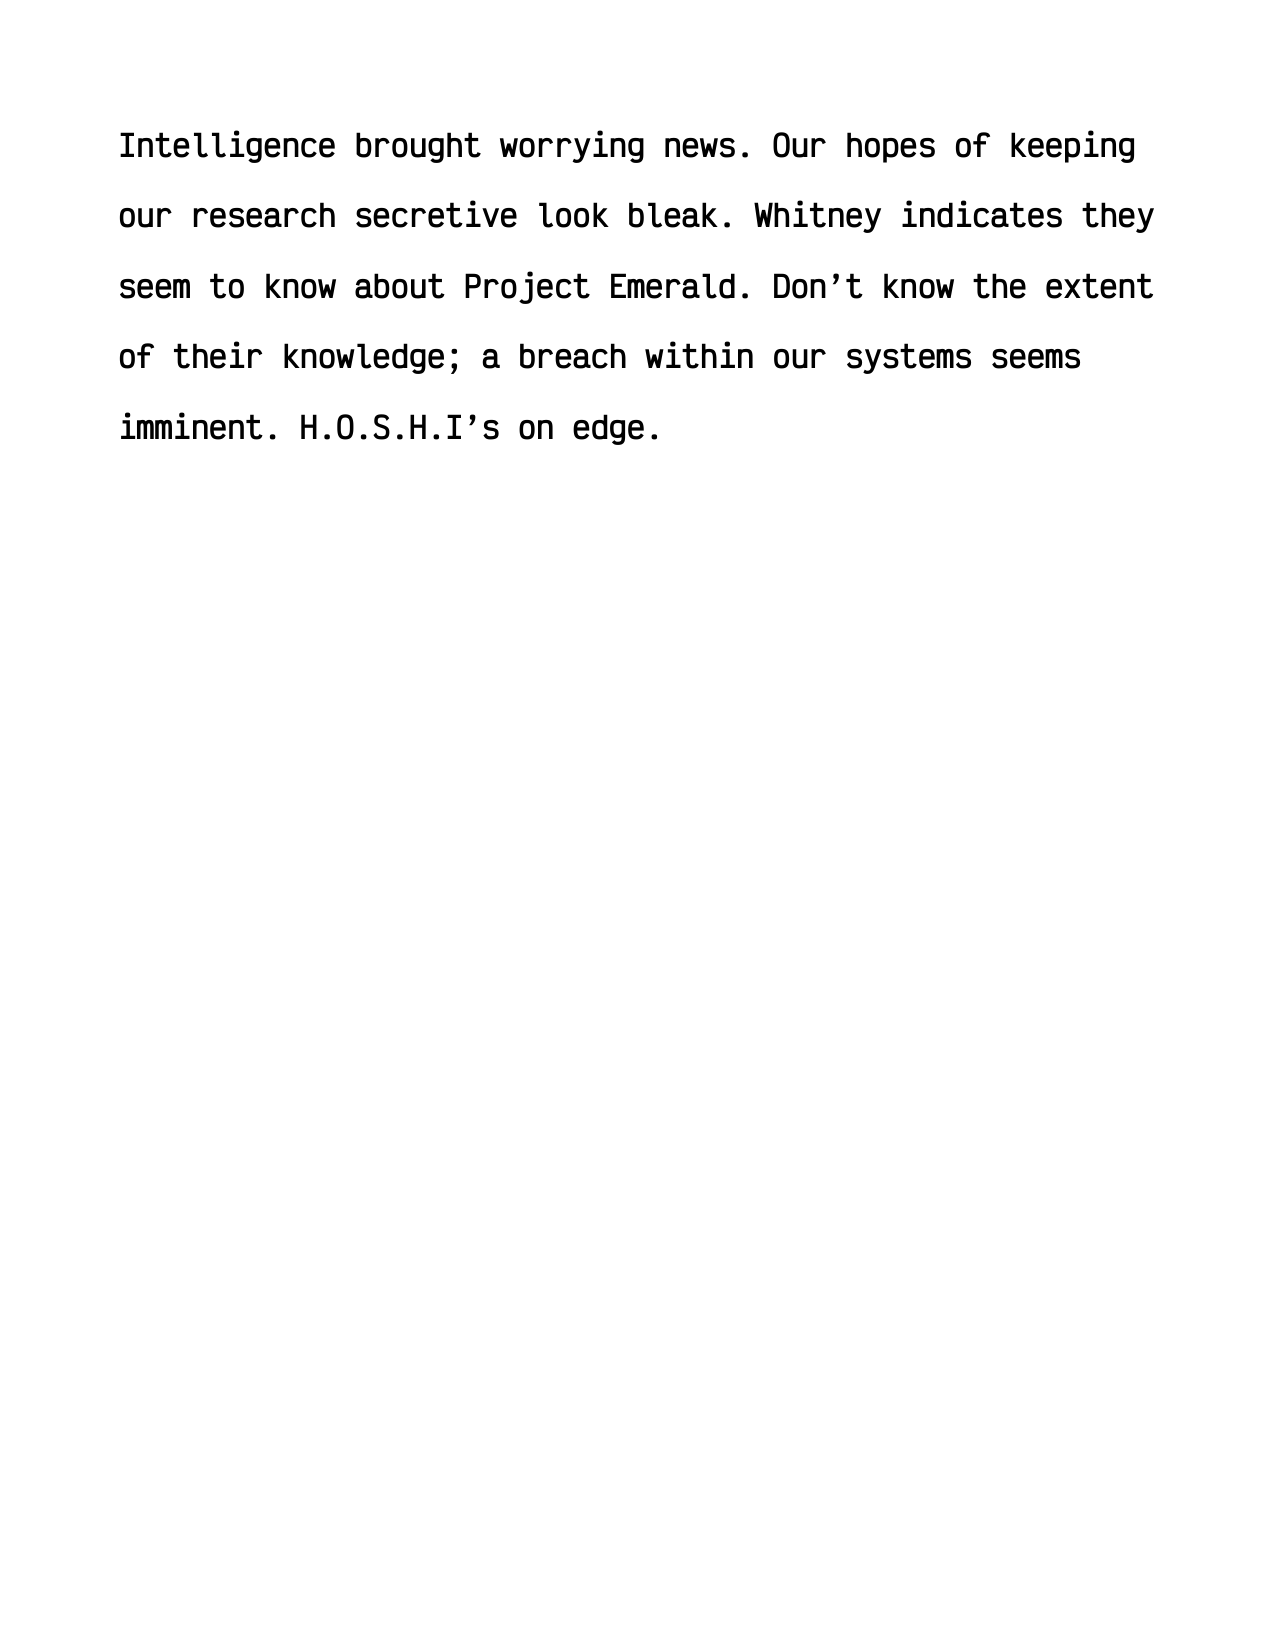 Intelligence brought worrying news. Our hopes of keeping
our research secretive look bleak. Whitney indicates they
seem to know about Project Emerald. Don’t know the extent
of their knowledge; a breach within our systems seems
imminent. H.O.S.H.I’s on edge.